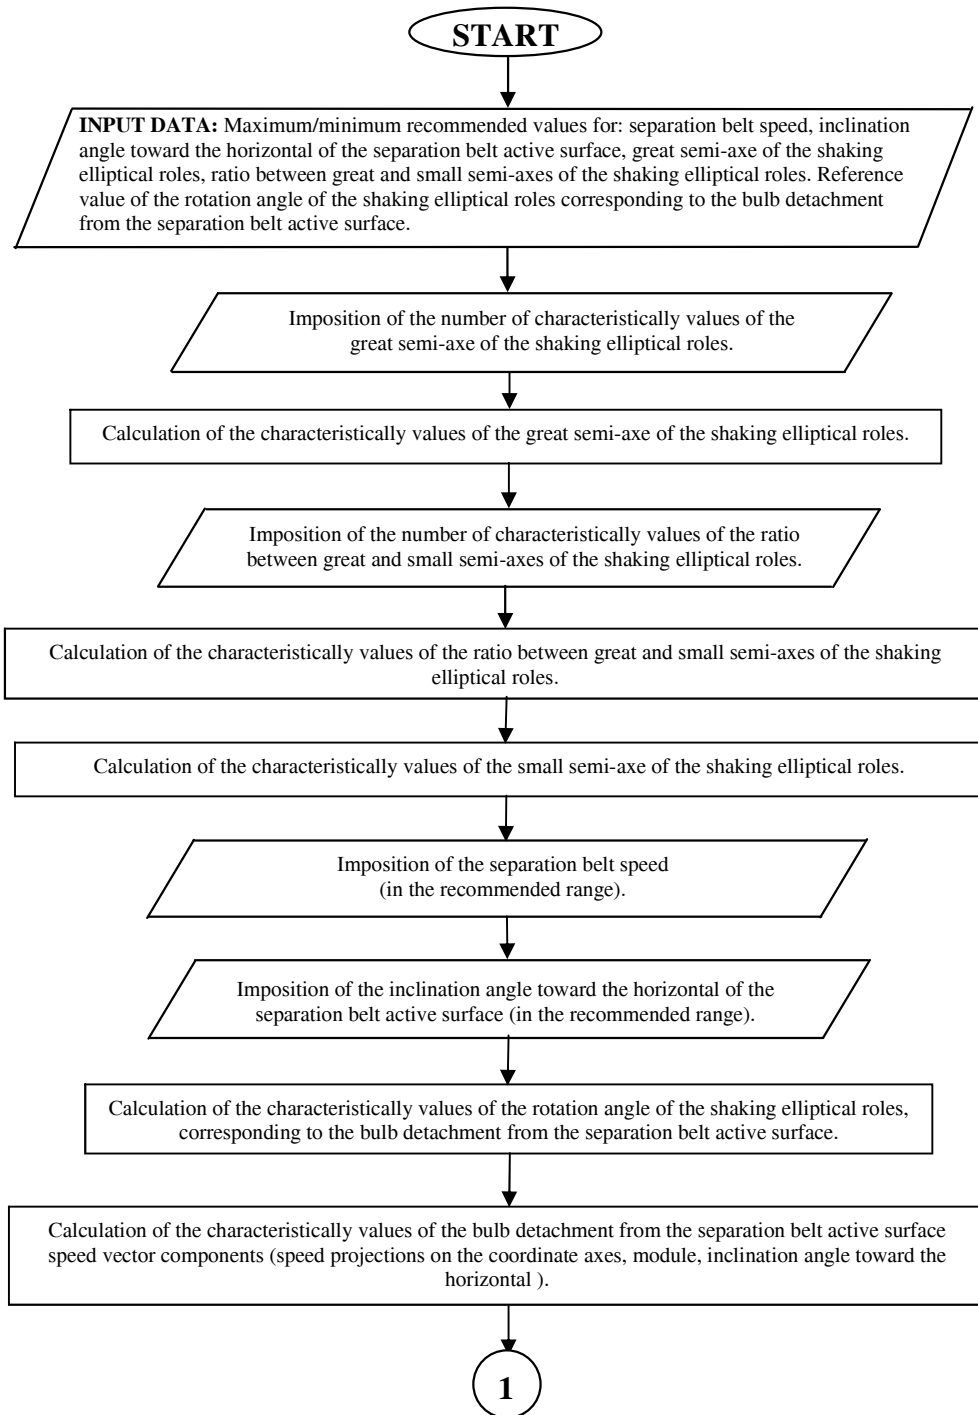 START
INPUT DATA: Maximum/minimum recommended values for: separation belt speed, inclination
angle toward the horizontal of the separation belt active surface, great semi-axe of the shaking
elliptical roles, ratio between great and small semi-axes of the shaking elliptical roles. Reference
value of the rotation angle of the shaking elliptical roles corresponding to the bulb detachment
from the separation belt active surface.
Imposition of the number of characteristically values of the
great semi-axe of the shaking elliptical roles.
Calculation of the characteristically values of the great semi-axe of the shaking elliptical roles.
Imposition of the number of characteristically values of the ratio
between great and small semi-axes of the shaking elliptical roles.
Calculation of the characteristically values of the ratio between great and small semi-axes of the shaking
elliptical roles.
Calculation of the characteristically values of the small semi-axe of the shaking elliptical roles.
Imposition of the separation belt speed
(in the recommended range).
Imposition of the inclination angle toward the horizontal of the
separation belt active surface (in the recommended range).
Calculation of the characteristically values of the rotation angle of the shaking elliptical roles,
corresponding to the bulb detachment from the separation belt active surface.
Calculation of the characteristically values of the bulb detachment from the separation belt active surface
speed vector components (speed projections on the coordinate axes, module, inclination angle toward the
horizontal ).
1